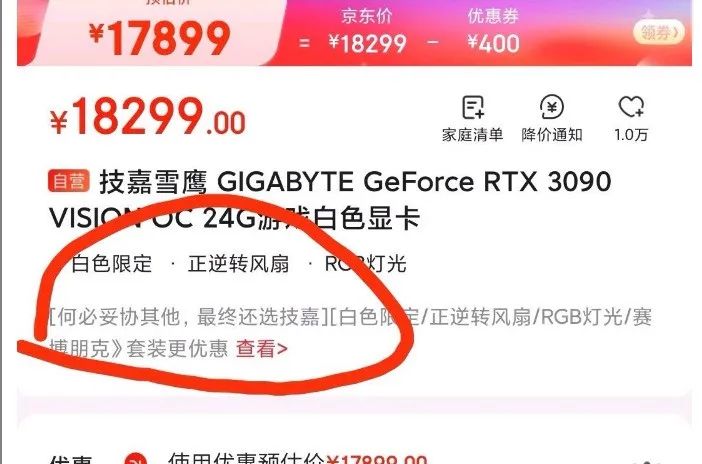 预估价
¥17899 = 京东价 ¥18299 - 优惠券 ¥400
领券>
¥18299.00
家庭清单 降价通知 1.0万
自营 技嘉雪鹰 GIGABYTE GeForce RTX 3090
VISION OC 24G游戏白色显卡
白色限定 · 正逆转风扇 · RGB灯光
[何必妥协其他，最终还选技嘉][白色限定/正逆转风扇/RGB灯光/赛
博朋克》套装更优惠 查看>
优惠 使用优惠预估价¥17899.00